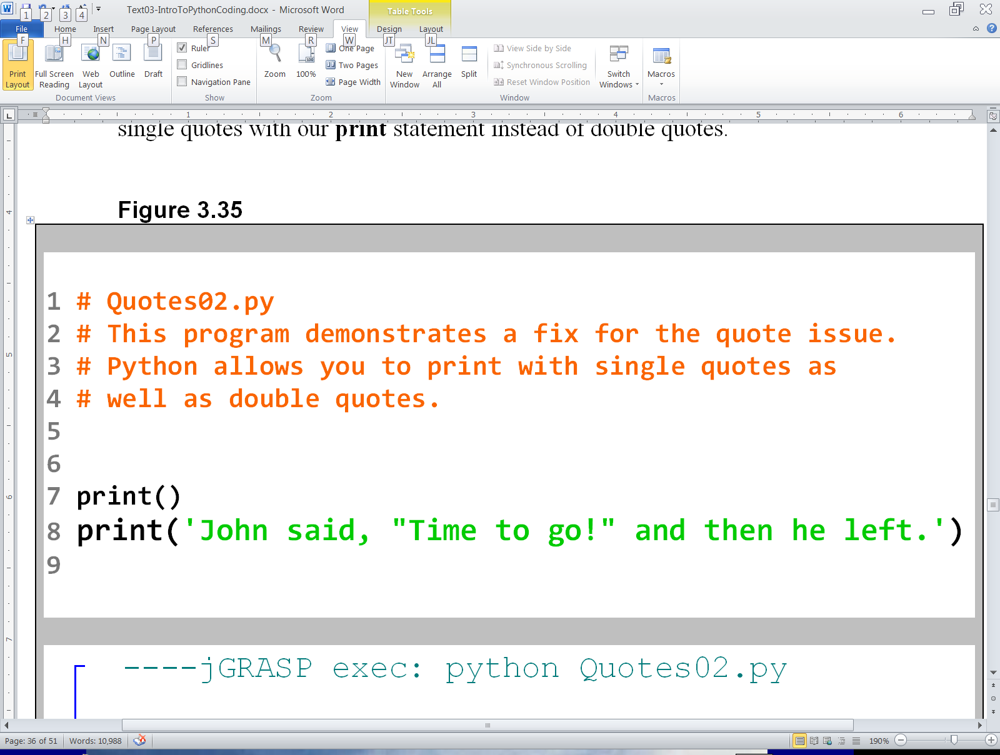 1 2 3 4 Text03-IntroToPythonCoding.docx - Microsoft Word Table Tools
File Home Insert Page Layout References Mailings Review View Design Layout
F H N P S M R W JT JL
Print Layout
Full Screen Reading
Web Layout
Outline
Draft
Document Views
Ruler
Gridlines
Navigation Pane
Show
Zoom
100%
One Page
Two Pages
Page Width
Zoom
New Window
Arrange All
Split
View Side by Side
Synchronous Scrolling
Reset Window Position
Window
Switch Windows
Macros
Macros
1 2 3 4 5 6
single quotes with our print statement instead of double quotes.
Figure 3.35
1 # Quotes02.py
2 # This program demonstrates a fix for the quote issue.
3 # Python allows you to print with single quotes as
4 # well as double quotes.
5
6
7 print()
8 print('John said, "Time to go!" and then he left.')
9
----jGRASP exec: python Quotes02.py
4
5
6
7
Page: 36 of 51 Words: 10,988 190%